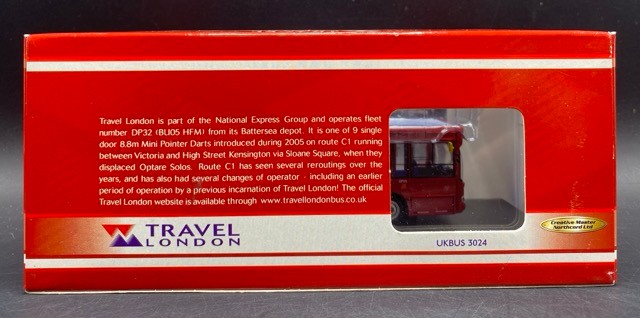 Travel London is part of the National Express Group and operates fleet
number DP32 (BU05 HFM) from its Battersea depot. It is one of 9 single
door 8.8m Mini Pointer Darts introduced during 2005 on route C1 running
between Victoria and High Street Kensington via Sloane Square, when they
displaced Optare Solos. Route C1 has seen several reroutings over the
years, and has also had several changes of operator - including an earlier
period of operation by a previous incarnation of Travel London! The official
Travel London website is available through www.travellondonbus.co.uk
TRAVEL
LONDON
UKBUS 3024
Creative Master
Northcord Ltd